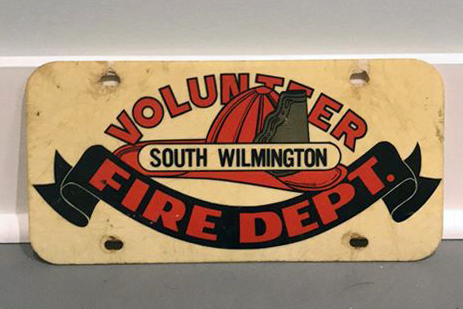 VOLUNTEER
SOUTH WILMINGTON
FIRE DEPT.